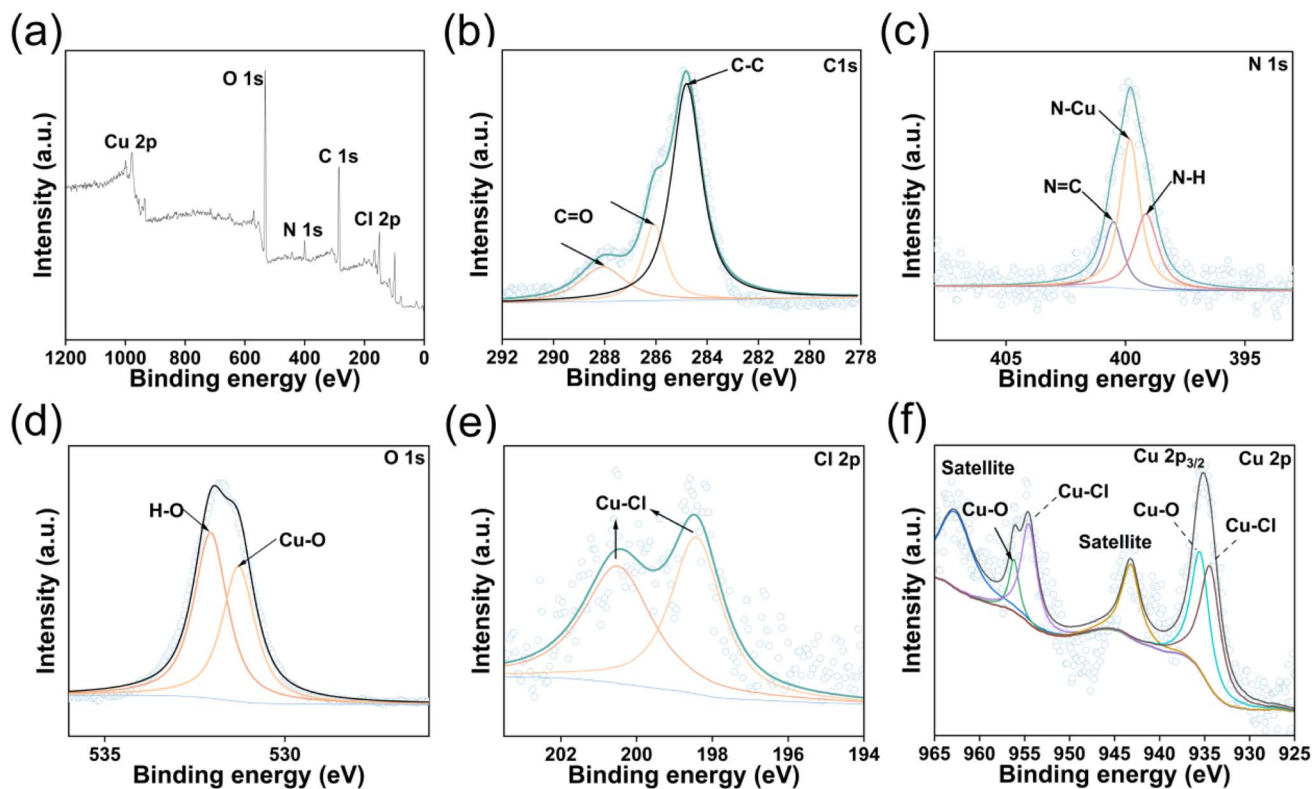 (a)
O 1s
Cu 2p
C 1s
N 1s
Cl 2p
Intensity (a.u.)
1200 1000 800 600 400 200 0
Binding energy (eV)
(b)
C-C
C1s
C=O
Intensity (a.u.)
292 290 288 286 284 282 280 278
Binding energy (eV)
(c)
N 1s
N-Cu
N=C
N-H
Intensity (a.u.)
405 400 395
Binding energy (eV)
(d)
O 1s
H-O
Cu-O
Intensity (a.u.)
535 530
Binding energy (eV)
(e)
Cl 2p
Cu-Cl
Intensity (a.u.)
202 200 198 196 194
Binding energy (eV)
(f)
Cu 2p3/2 Cu 2p
Satellite
Cu-Cl
Cu-O
Cu-O
Cu-Cl
Satellite
Intensity (a.u.)
965 960 955 950 945 940 935 930 925
Binding energy (eV)